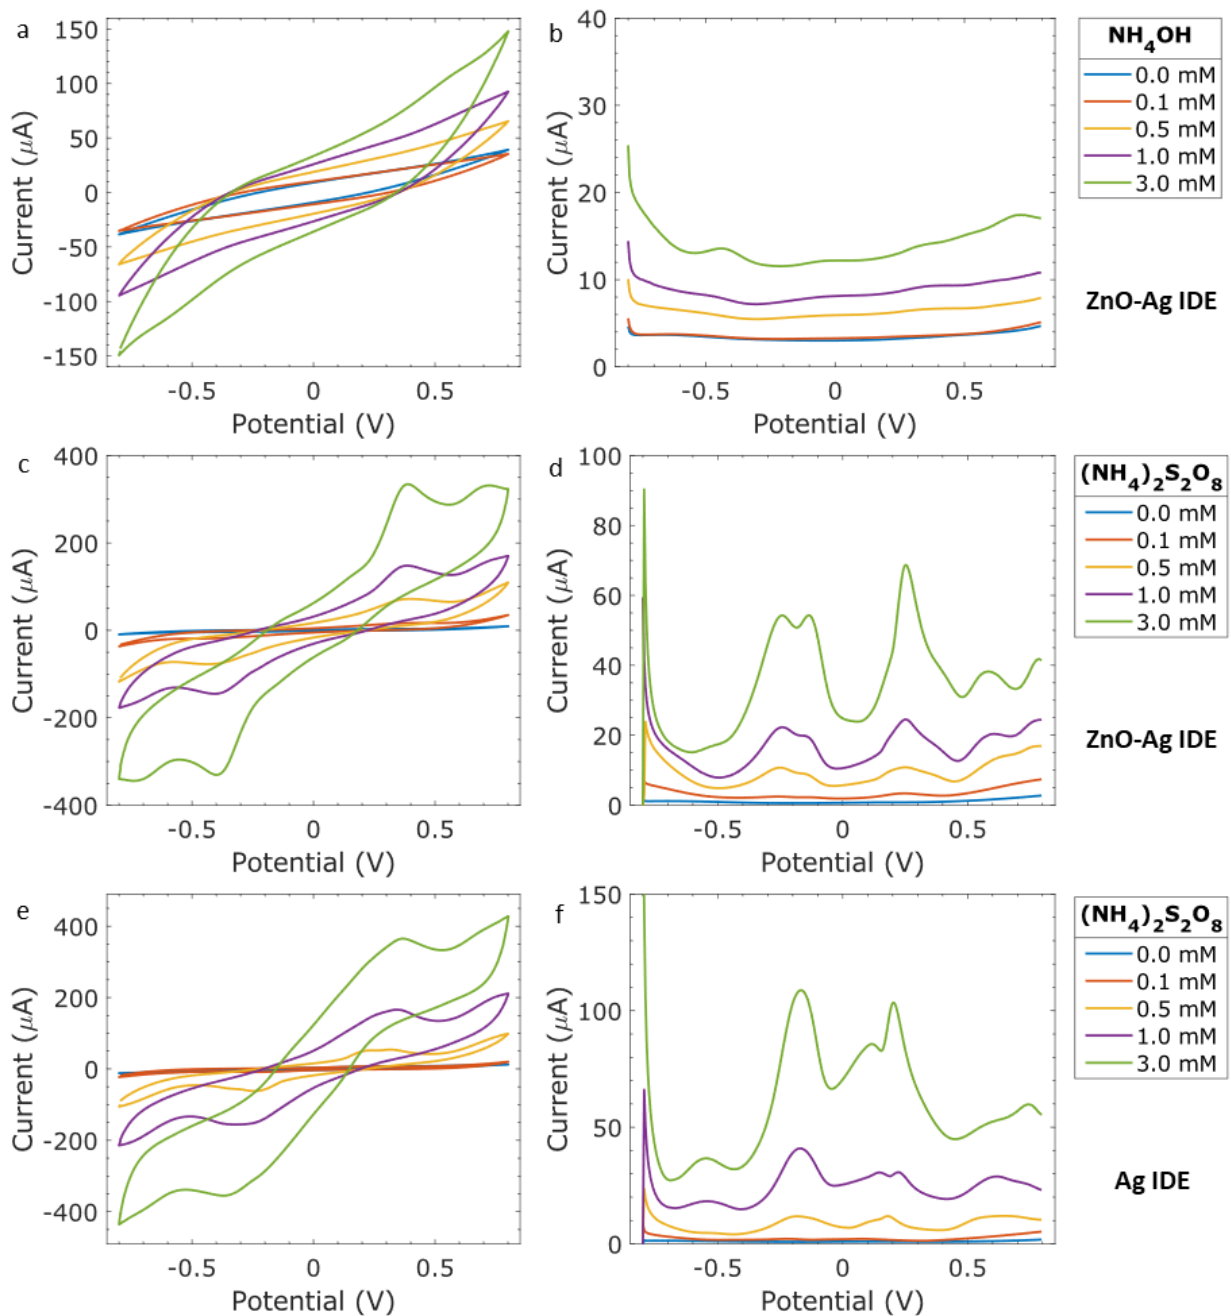 a
150
100
50
0
-50
-100
-150
Current (μA)
-0.5
0
0.5
Potential (V)
b
40
30
20
10
0
Current (μA)
-0.5
0
0.5
Potential (V)
NH₄OH
0.0 mM
0.1 mM
0.5 mM
1.0 mM
3.0 mM
ZnO-Ag IDE
c
400
200
0
-200
-400
Current (μA)
-0.5
0
0.5
Potential (V)
d
100
80
60
40
20
0
Current (μA)
-0.5
0
0.5
Potential (V)
(NH₄)₂S₂O₈
0.0 mM
0.1 mM
0.5 mM
1.0 mM
3.0 mM
ZnO-Ag IDE
e
400
200
0
-200
-400
Current (μA)
-0.5
0
0.5
Potential (V)
f
150
100
50
0
Current (μA)
-0.5
0
0.5
Potential (V)
(NH₄)₂S₂O₈
0.0 mM
0.1 mM
0.5 mM
1.0 mM
3.0 mM
Ag IDE